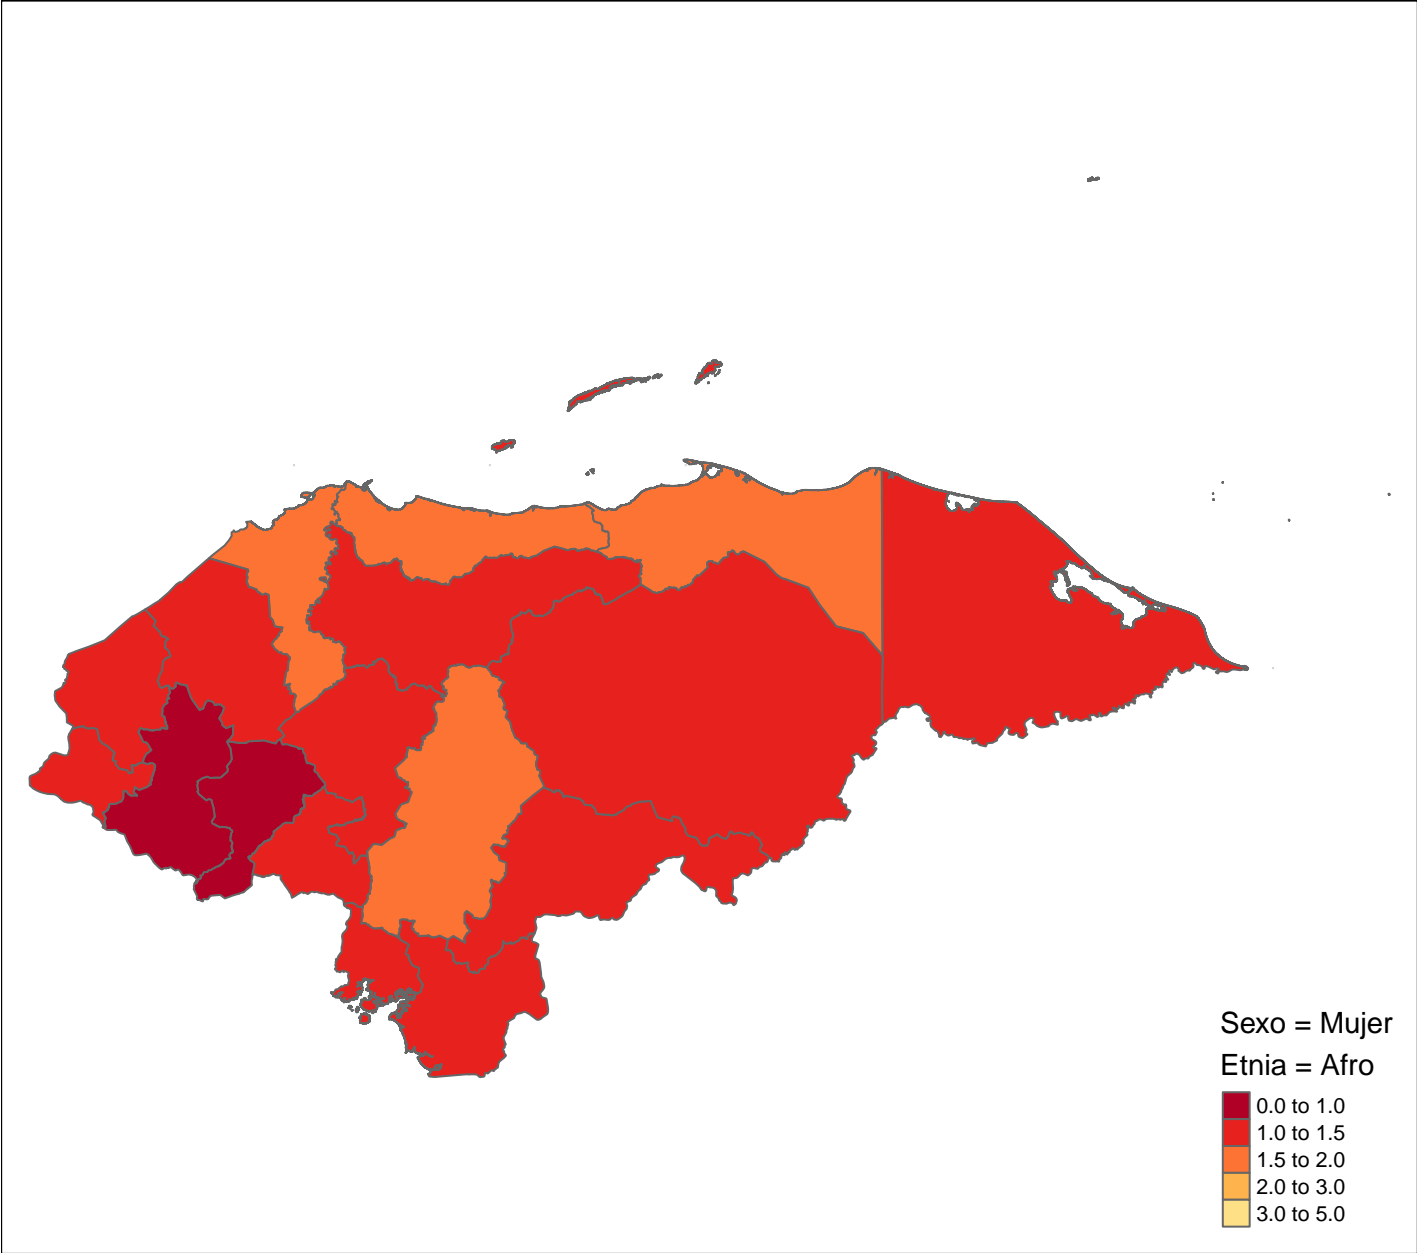 Sexo = Mujer
Etnia = Afro
0.0 to 1.0
1.0 to 1.5
1.5 to 2.0
2.0 to 3.0
3.0 to 5.0